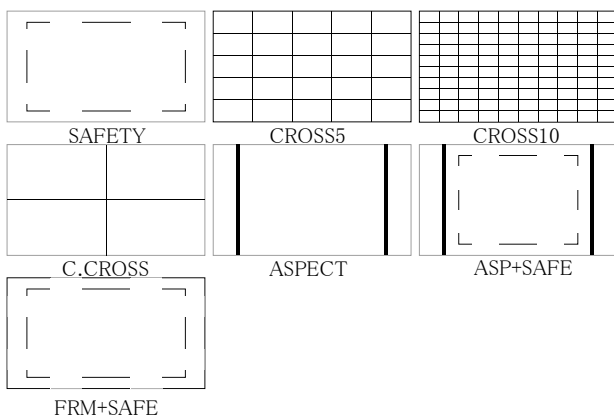 SAFETY
CROSS5
CROSS10
C.CROSS
ASPECT
ASP+SAFE
FRM+SAFE